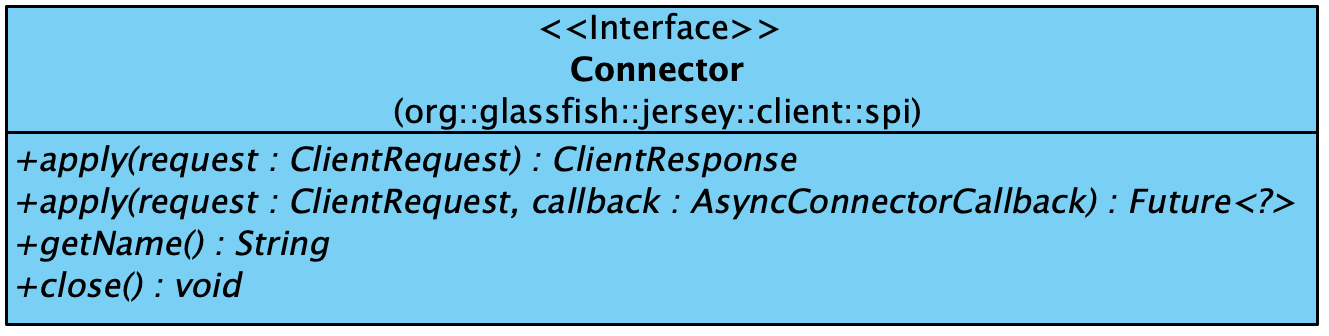 <<Interface>>
Connector
(org::glassfish::jersey::client::spi)
+apply(request : ClientRequest) : ClientResponse
+apply(request : ClientRequest, callback : AsyncConnectorCallback) : Future<?>
+getName() : String
+close() : void